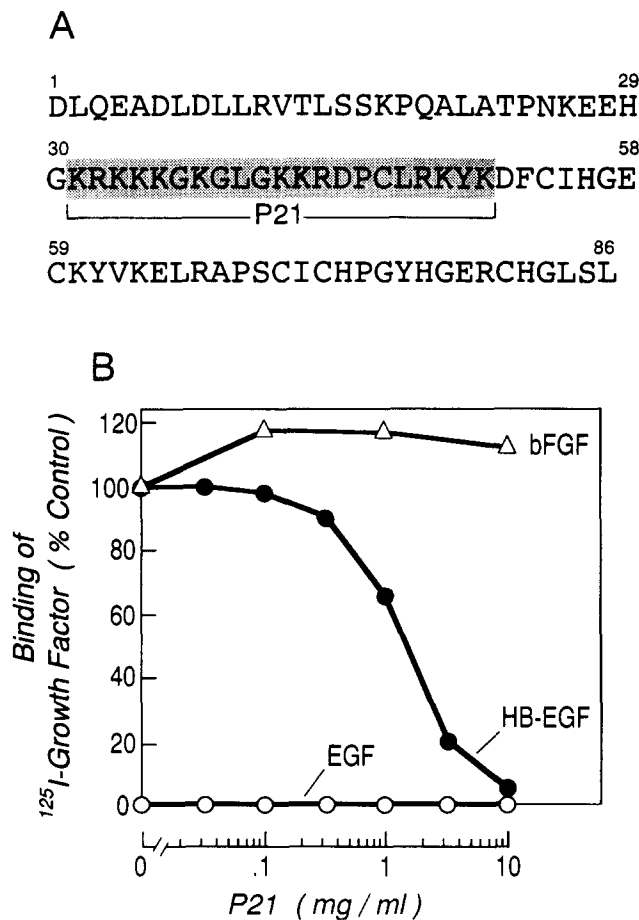 A
1 29
DLQEADLDLLRVTLSSKPQALATPNKEEH
30 58
GKRKKKGKGLGKKRDPCLRKYKDFCIHGE
P21
59 86
CKYVKELRAPSCICHPGYHGERCHGLSL
B
Binding of
125I-Growth Factor ( % Control )
120
100
80
60
40
20
0
bFGF
HB-EGF
EGF
0 .1 1 10
P21 ( mg / ml )